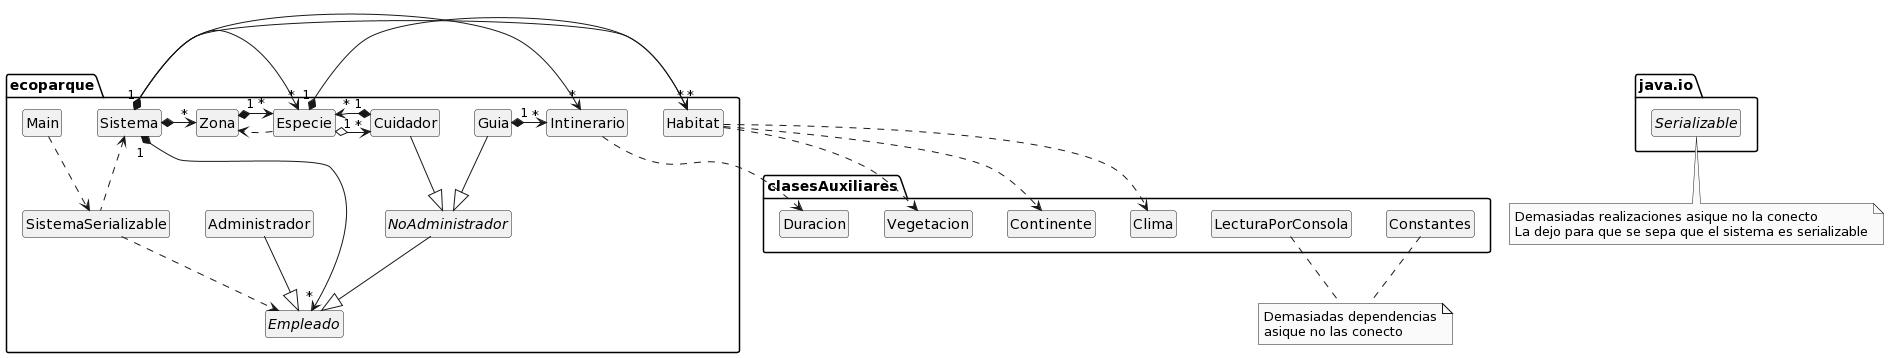 ecoparque
java.io
1
*
*
1
*
*
*
1
*
1
*
*
1
1
*
1
*
Main
Sistema
Zona
Especie
Cuidador
Guia
Intinerario
Habitat
Serializable
1
clasesAuxiliares
SistemaSerializable
Administrador
NoAdministrador
Duracion
Vegetacion
Continente
Clima
LecturaPorConsola
Constantes
Demasiadas realizaciones asique no la conecto
La dejo para que se sepa que el sistema es serializable
*
Empleado
Demasiadas dependencias
asique no las conecto